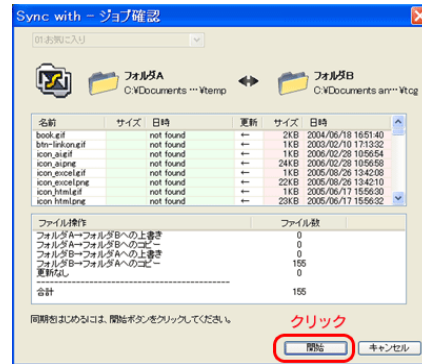 Sync with － ジョブ確認
01お気に入り
フォルダA
C:¥Documents … ¥temp
フォルダB
C:¥Documents an… ¥tog
名前 サイズ 日時 更新 サイズ 日時
book.gif not found ← 2KB 2004/06/18 16:51:40
btn-linkon.gif not found ← 1KB 2003/02/10 17:13:32
icon_ai.gif not found ← 1KB 2006/02/28 10:56:54
icon_ai.png not found ← 24KB 2006/02/28 10:56:58
icon_excel.gif not found ← 1KB 2005/08/26 13:42:08
icon_excel.png not found ← 22KB 2005/08/26 13:42:10
icon_html.gif not found ← 1KB 2005/06/17 15:56:30
icon_html.png not found ← 23KB 2005/06/17 15:56:32
ファイル操作 ファイル数
フォルダA→フォルダBへの上書き 0
フォルダA→フォルダBへのコピー 0
フォルダB→フォルダAへの上書き 0
フォルダB→フォルダAへのコピー 155
更新なし 0
合計 155
同期をはじめるには、開始ボタンをクリックしてください。
クリック
開始 キャンセル